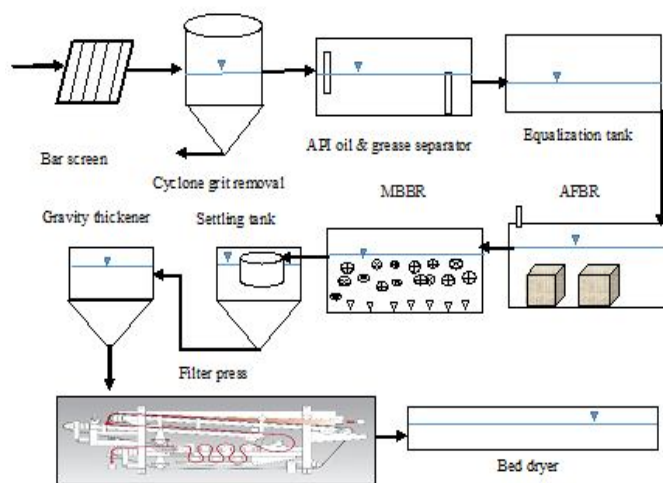 Bar screen
Cyclone grit removal
API oil & grease separator
Equalization tank
Gravity thickener
Settling tank
MBBR
AFBR
Filter press
Bed dryer